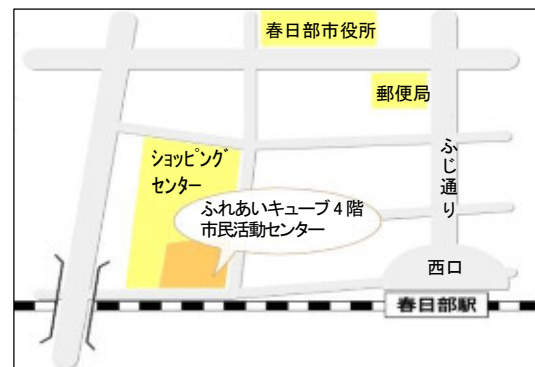 春日部市役所
郵便局
ショッピング
センター
ふじ通り
ふれあいキューブ4階
市民活動センター
西口
春日部駅